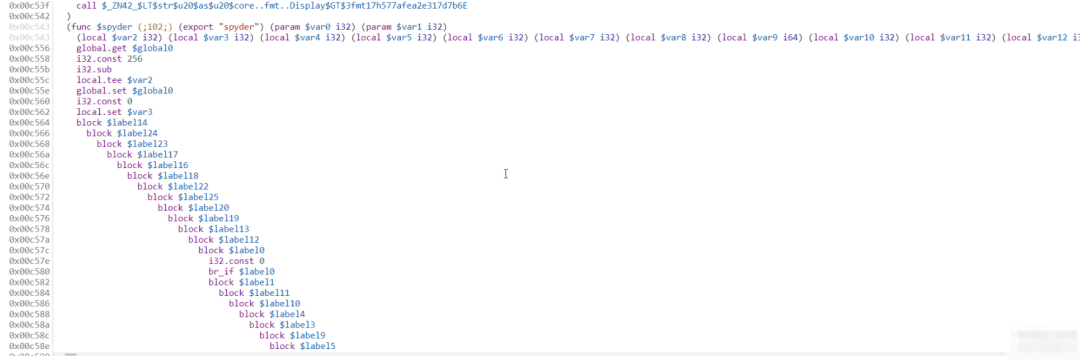 0x00c53f call $_ZN42_$LT$str$u20$as$u20$core..fmt..Display$GT$3fmt17h577afea2e317d7b6E
0x00c542 )
0x00c543 (func $spyder (;102;) (export "spyder") (param $var0 i32) (param $var1 i32)
0x00c543 (local $var2 i32) (local $var3 i32) (local $var4 i32) (local $var5 i32) (local $var6 i32) (local $var7 i32) (local $var8 i32) (local $var9 i64) (local $var10 i32) (local $var11 i32) (local $var12 i3
0x00c556 global.get $global0
0x00c558 i32.const 256
0x00c55b i32.sub
0x00c55c local.tee $var2
0x00c55e global.set $global0
0x00c560 i32.const 0
0x00c562 local.set $var3
0x00c564 block $label14
0x00c566 block $label24
0x00c568 block $label23
0x00c56a block $label17
0x00c56c block $label16
0x00c56e block $label18
0x00c570 block $label22
0x00c572 block $label25
0x00c574 block $label20
0x00c576 block $label19
0x00c578 block $label13
0x00c57a block $label12
0x00c57c block $label0
0x00c57e i32.const 0
0x00c580 br_if $label0
0x00c582 block $label1
0x00c584 block $label11
0x00c586 block $label10
0x00c588 block $label4
0x00c58a block $label3
0x00c58c block $label9
0x00c58e block $label5